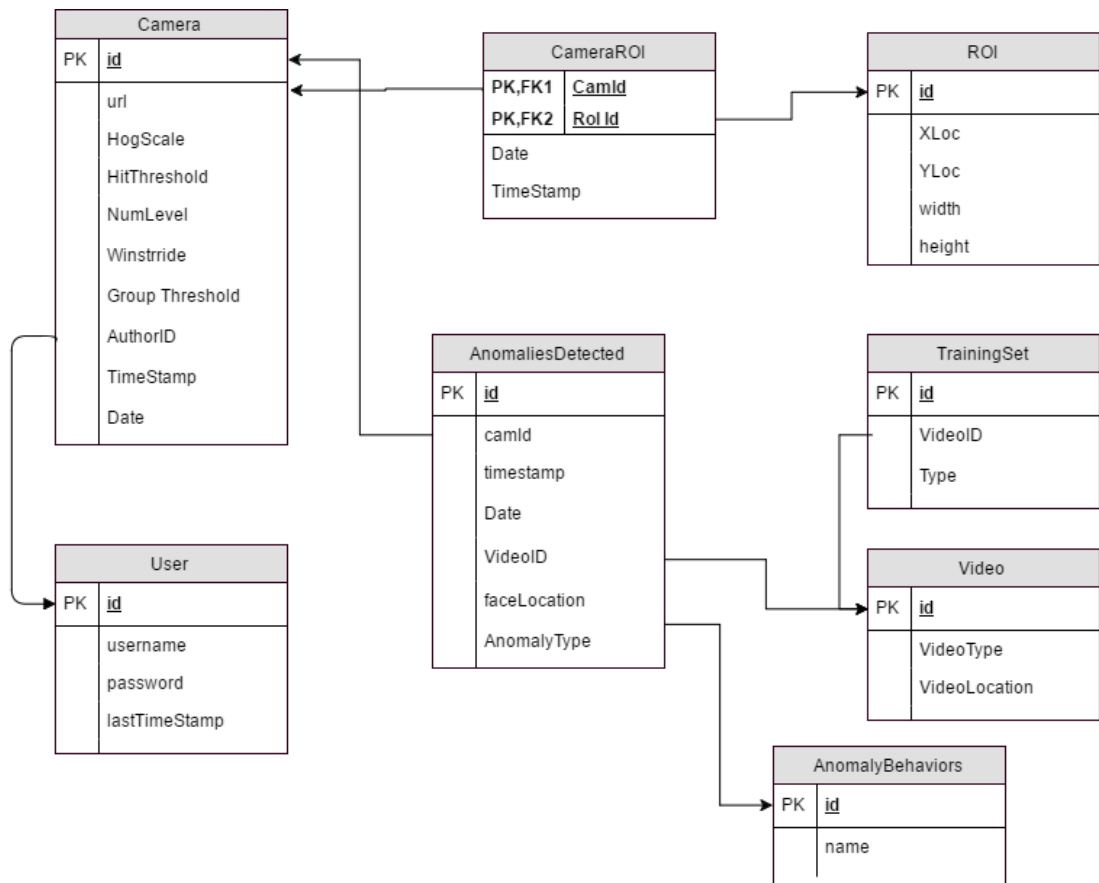 Camera
PK id
url
HogScale
HitThreshold
NumLevel
Winstrride
Group Threshold
AuthorID
TimeStamp
Date
CameraROI
PK,FK1 CamId
PK,FK2 RoI Id
Date
TimeStamp
ROI
PK id
XLoc
YLoc
width
height
AnomaliesDetected
PK id
camId
timestamp
Date
VideoID
faceLocation
AnomalyType
TrainingSet
PK id
VideoID
Type
User
PK id
username
password
lastTimeStamp
Video
PK id
VideoType
VideoLocation
AnomalyBehaviors
PK id
name